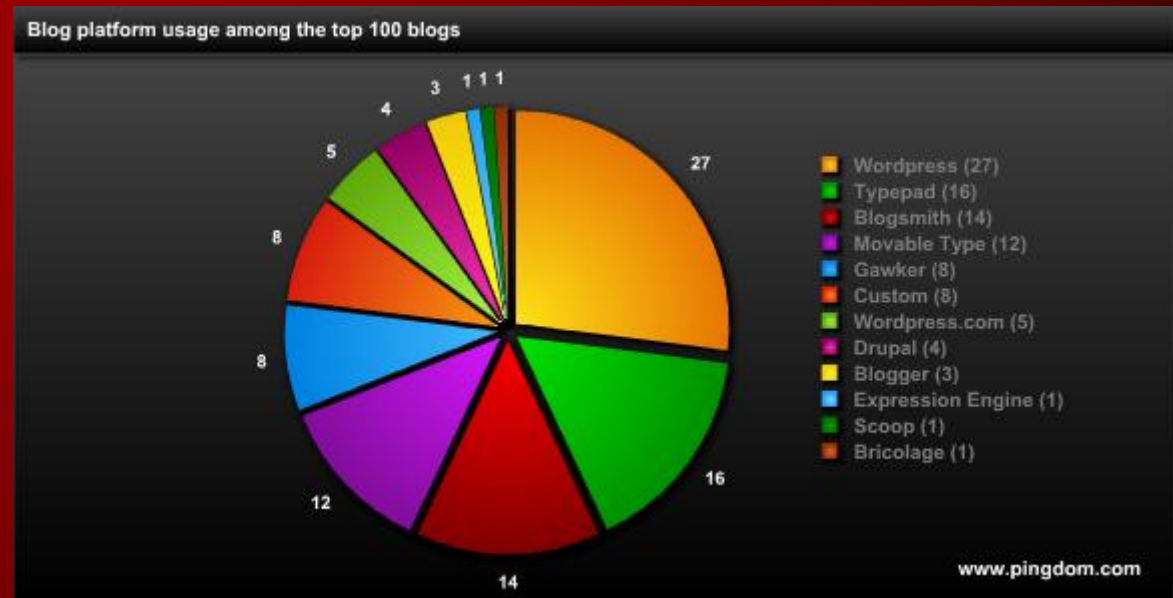 Blog platform usage among the top 100 blogs
1 1 1
3
4
5
8
8
12
14
16
27
Wordpress (27)
Typepad (16)
Blogsmith (14)
Movable Type (12)
Gawker (8)
Custom (8)
Wordpress.com (5)
Drupal (4)
Blogger (3)
Expression Engine (1)
Scoop (1)
Bricolage (1)
www.pingdom.com